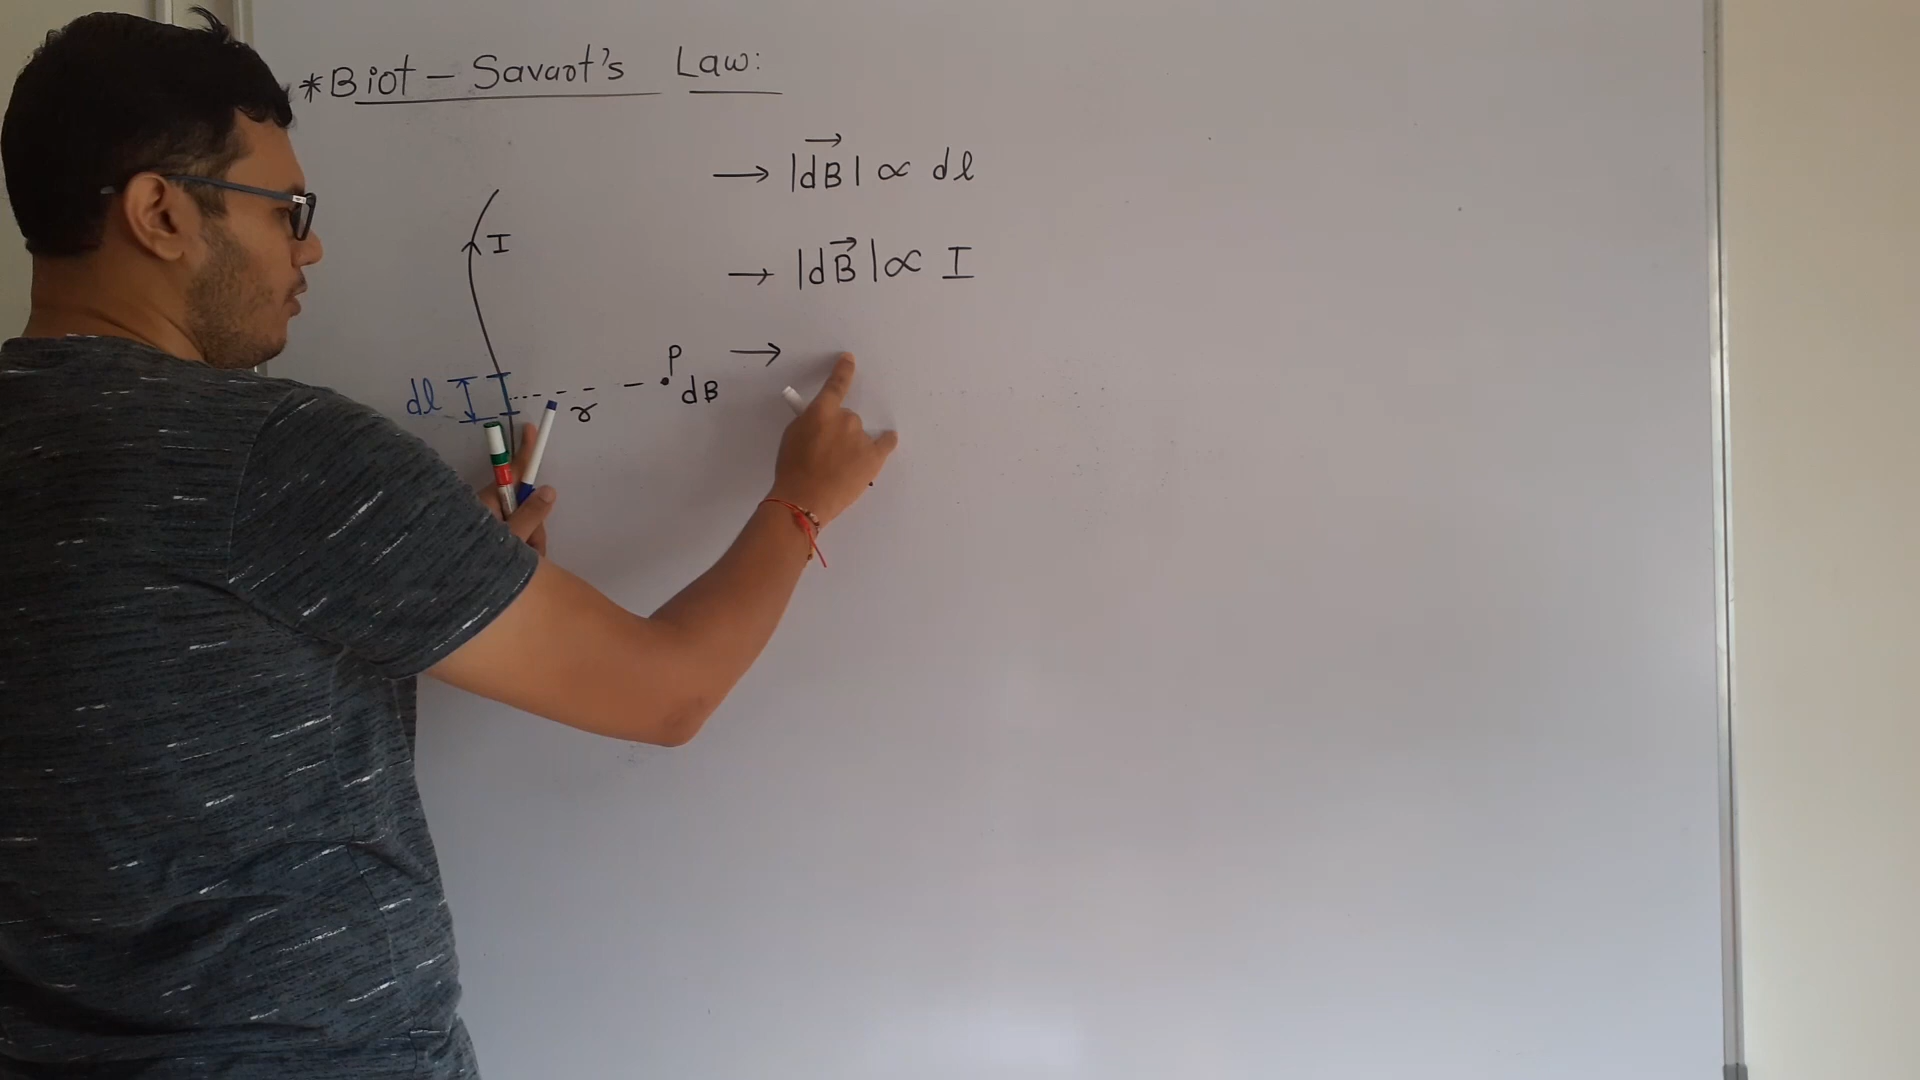 *Biot - Savart's Law:
→ |dB⃗| ∝ dl
I
→ |dB⃗| ∝ I
P →
dl
r
dB